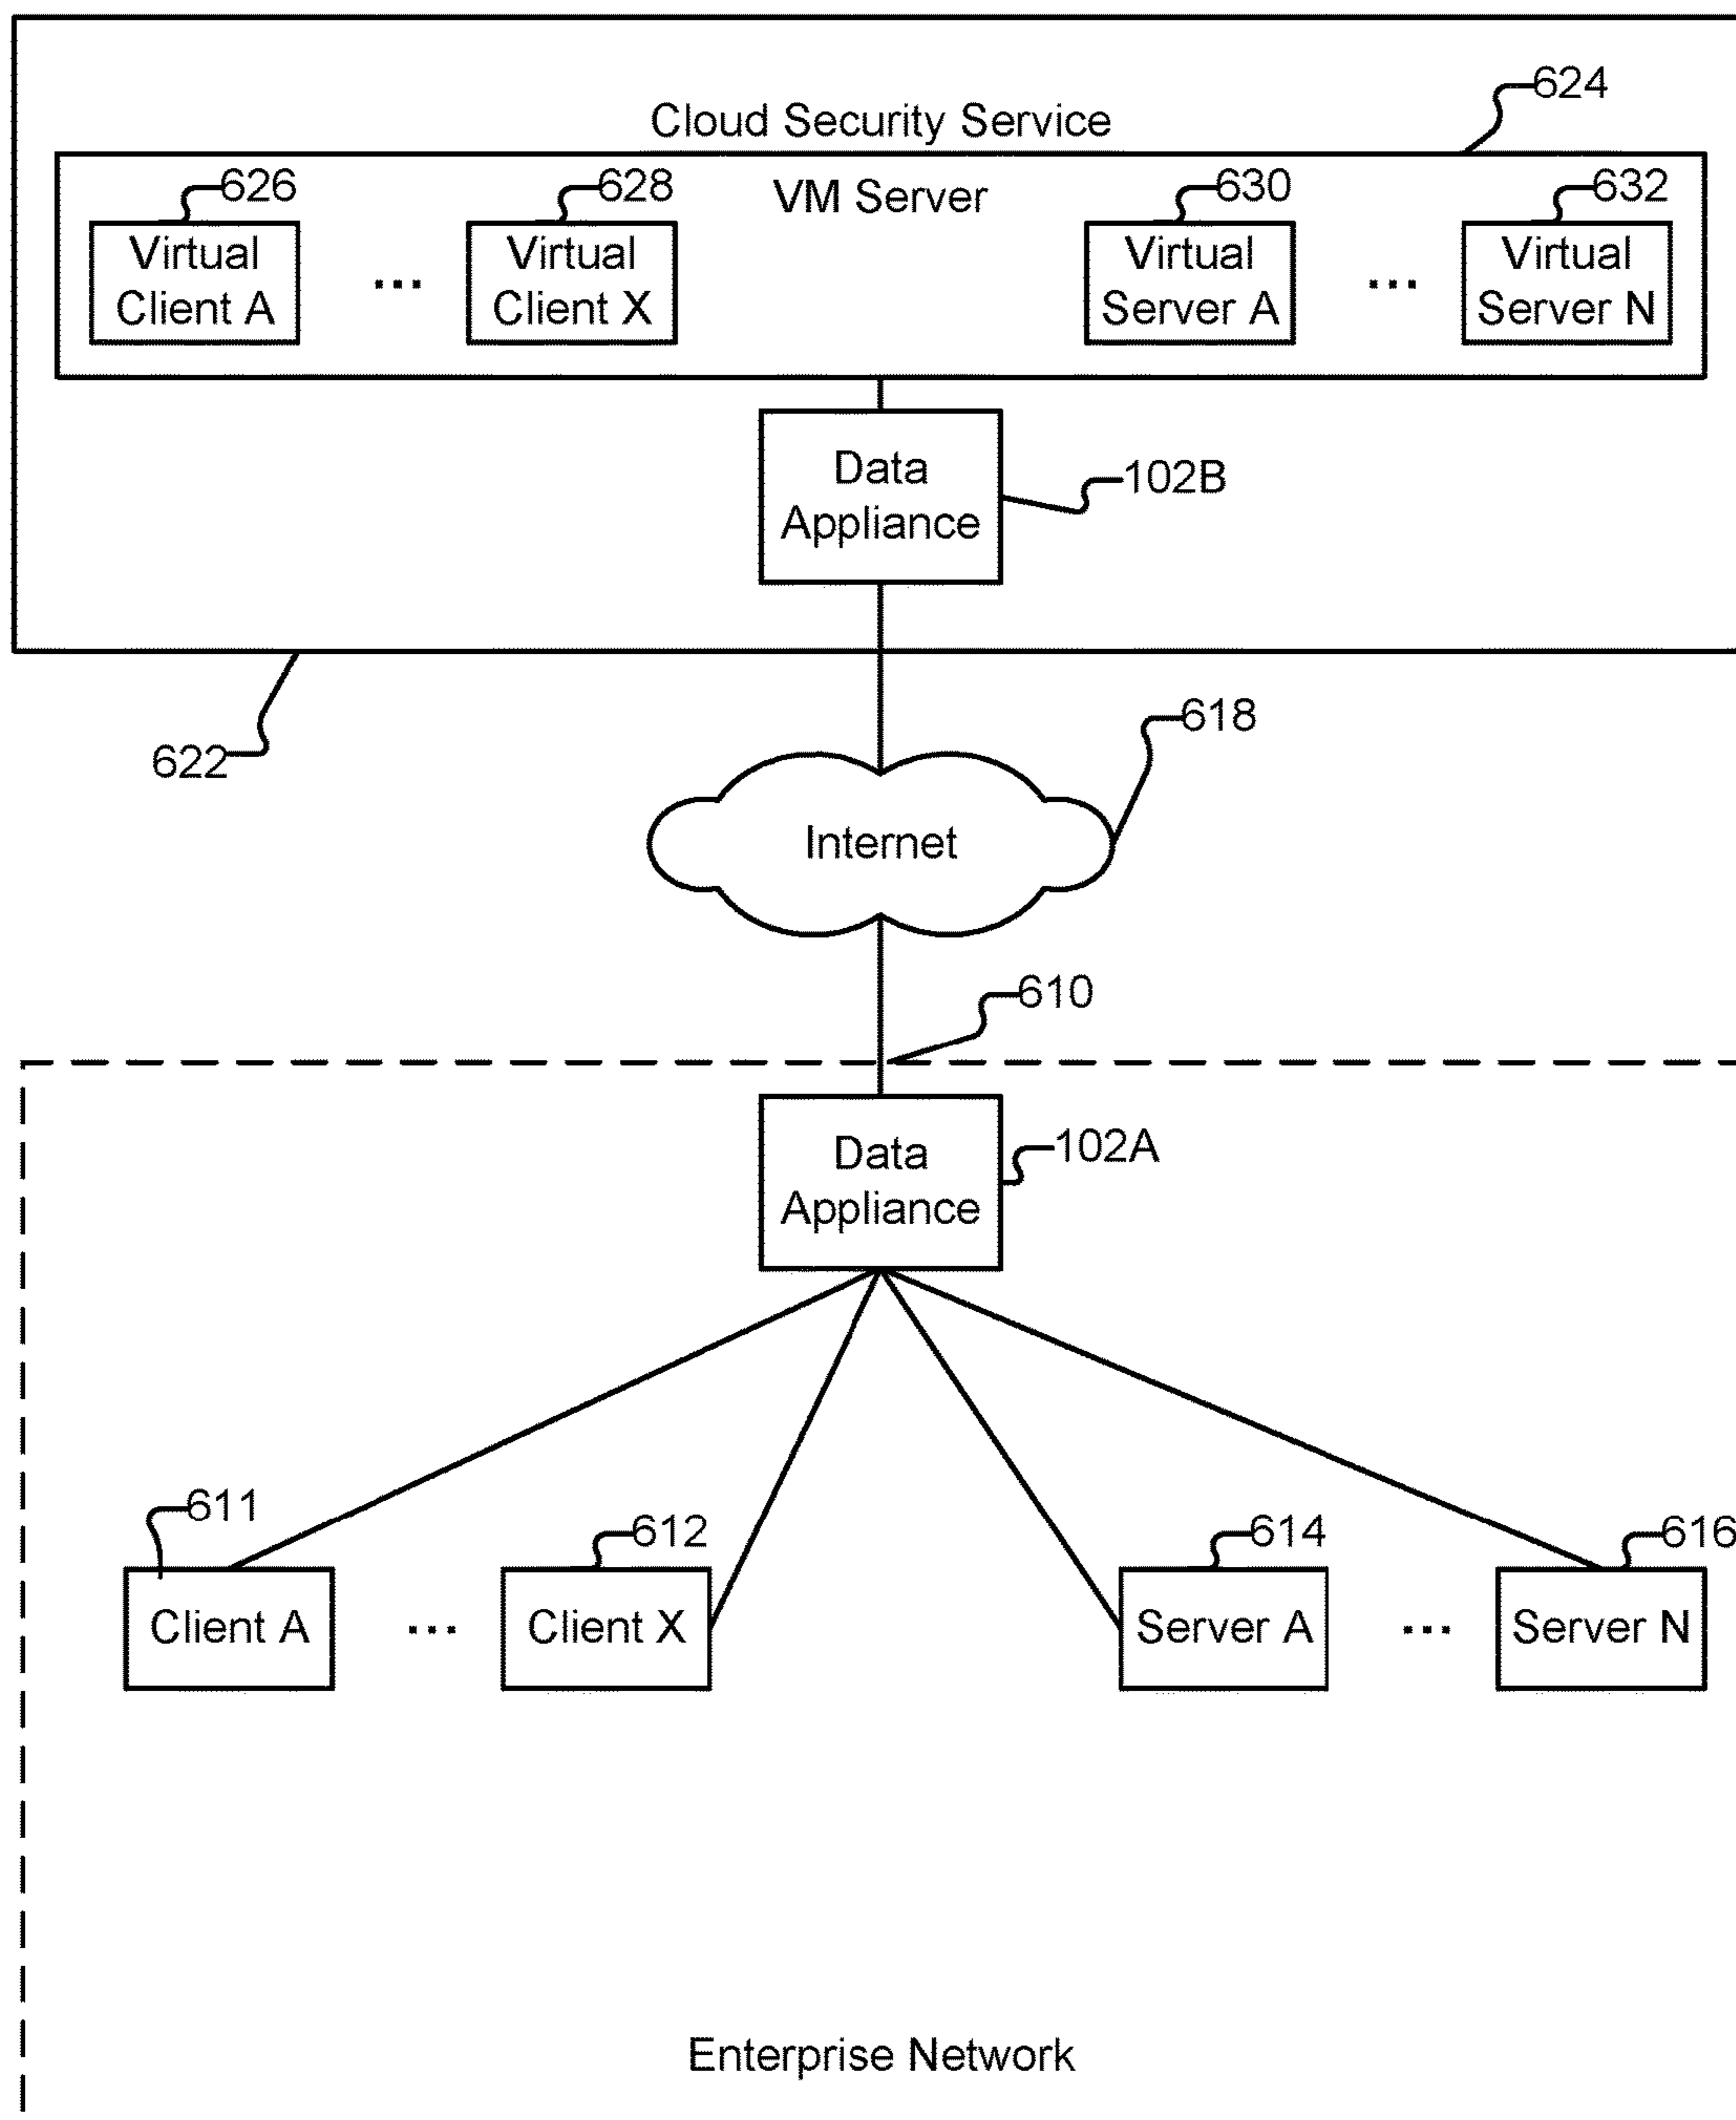 624
Cloud Security Service
626
628
VM Server
630
632
Virtual
Client A
...
Virtual
Client X
Virtual
Server A
...
Virtual
Server N
Data
Appliance
102B
622
618
Internet
610
Data
Appliance
102A
611
612
614
616
Client A
...
Client X
Server A
...
Server N
Enterprise Network